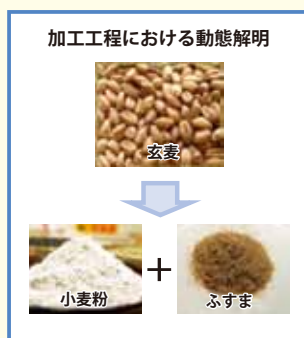 加工工程における動態解明
玄麦
小麦粉
+
ふすま